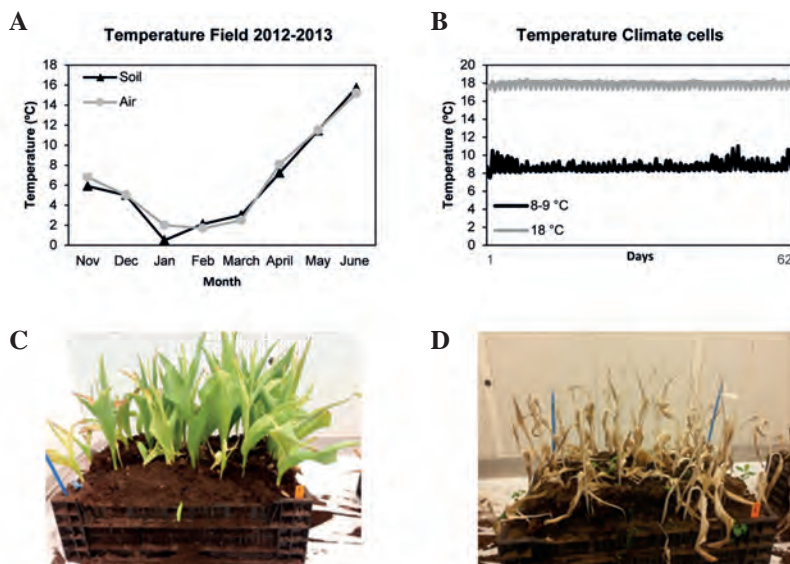 A
Temperature Field 2012-2013
Temperature (ºC)
18
16
14
12
10
8
6
4
2
0
Soil
Air
Nov Dec Jan Feb March April May June
Month
B
Temperature Climate cells
Temperature (ºC)
20
18
16
14
12
10
8
6
4
2
0
8-9 °C
18 °C
1 Days 62
C
D